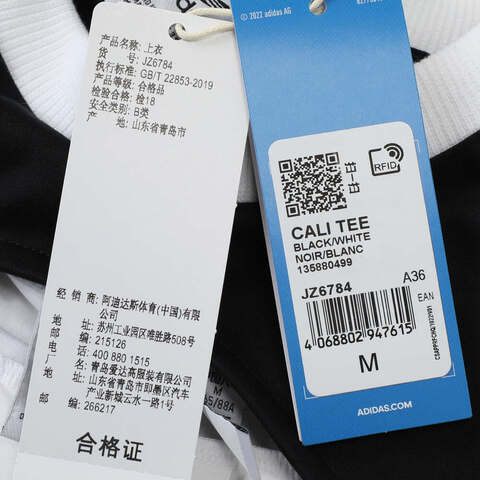 产品名称: 上衣
货 号: JZ6784
执行标准: GB/T 22853-2019
产品等级: 合格品
检验合格: 检18
安全类别: B类
产 地: 山东省青岛市
经 销 商: 阿迪达斯体育(中国)有限
公司
地 址: 苏州工业园区唯胜路508号
邮 编: 215126
电 话: 400 880 1515
厂 商: 青岛爱达高服装有限公司
地 址: 山东省青岛市即墨区汽车
产业新城云水一路1号
邮 编: 266217
合格证
© 2022 adidas AG
RFID
CALI TEE
BLACK/WHITE
NOIR/BLANC
135880499
JZ6784 A36
EAN
4 068802 947615
M
ADIDAS.COM